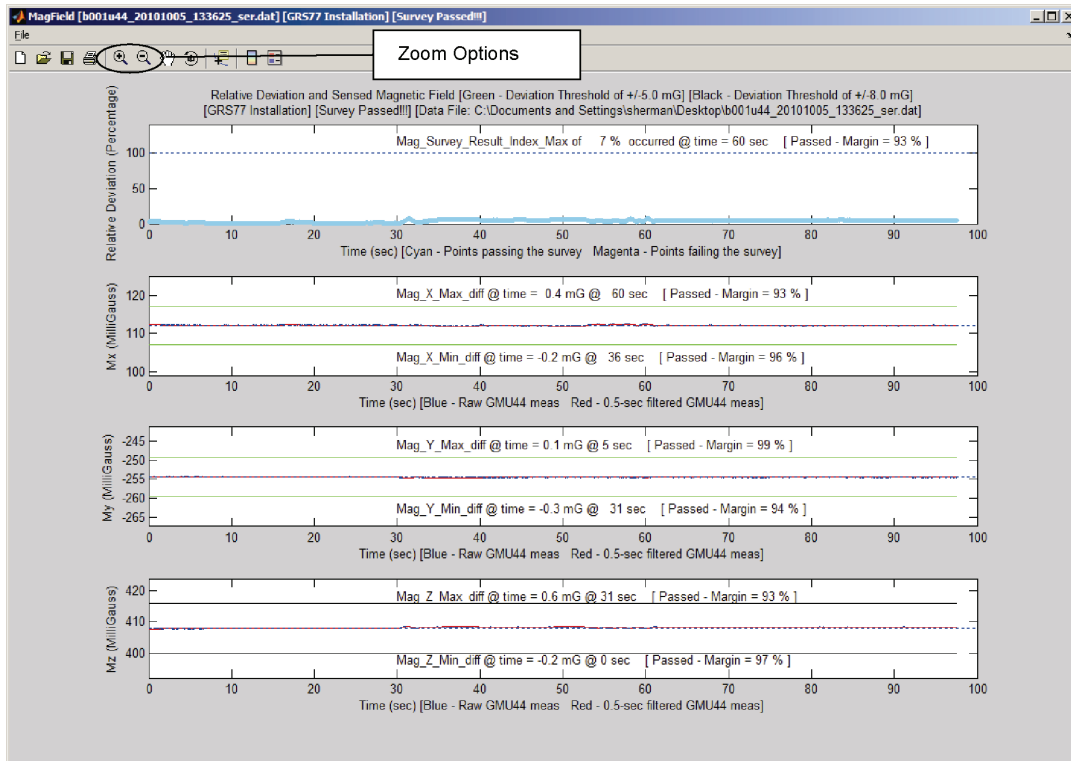 MagField [b001u44_20101005_133625_ser.dat] [GRS77 Installation] [Survey Passed!!!]
File
Zoom Options
Relative Deviation and Sensed Magnetic Field [Green - Deviation Threshold of +/-5.0 mG] [Black - Deviation Threshold of +/-8.0 mG]
[GRS77 Installation] [Survey Passed!!!] [Data File: C:\Documents and Settings\sherman\Desktop\b001u44_20101005_133625_ser.dat]
Relative Deviation (Percentage)
100
50
0
Mag_Survey_Result_Index_Max of 7 % occurred @ time = 60 sec [ Passed - Margin = 93 % ]
0 10 20 30 40 50 60 70 80 90 100
Time (sec) [Cyan - Points passing the survey Magenta - Points failing the survey]
Mx (MilliGauss)
120
110
100
Mag_X_Max_diff @ time = 0.4 mG @ 60 sec [ Passed - Margin = 93 % ]
Mag_X_Min_diff @ time = -0.2 mG @ 36 sec [ Passed - Margin = 96 % ]
0 10 20 30 40 50 60 70 80 90 100
Time (sec) [Blue - Raw GMU44 meas Red - 0.5-sec filtered GMU44 meas]
My (MilliGauss)
-245
-250
-255
-260
-265
Mag_Y_Max_diff @ time = 0.1 mG @ 5 sec [ Passed - Margin = 99 % ]
Mag_Y_Min_diff @ time = -0.3 mG @ 31 sec [ Passed - Margin = 94 % ]
0 10 20 30 40 50 60 70 80 90 100
Time (sec) [Blue - Raw GMU44 meas Red - 0.5-sec filtered GMU44 meas]
Mz (MilliGauss)
420
410
400
Mag_Z_Max_diff @ time = 0.6 mG @ 31 sec [ Passed - Margin = 93 % ]
Mag_Z_Min_diff @ time = -0.2 mG @ 0 sec [ Passed - Margin = 97 % ]
0 10 20 30 40 50 60 70 80 90 100
Time (sec) [Blue - Raw GMU44 meas Red - 0.5-sec filtered GMU44 meas]